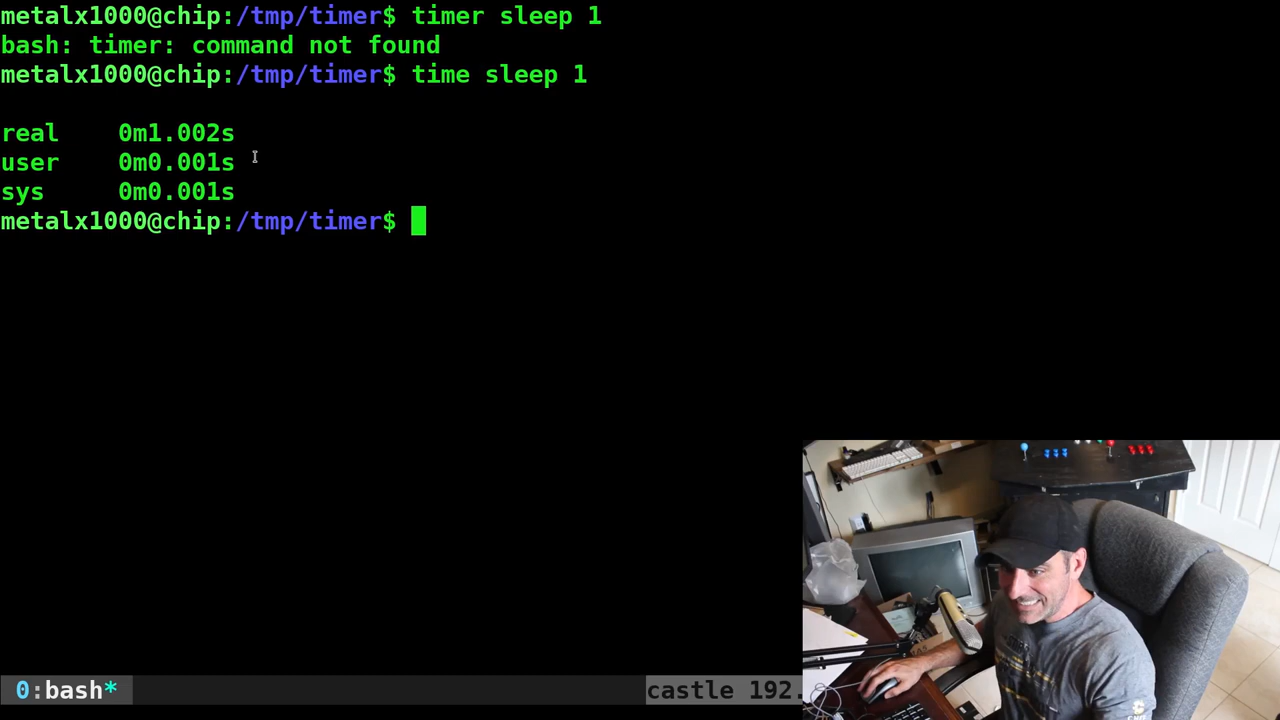 metalx1000@chip:/tmp/timer$ timer sleep 1
bash: timer: command not found
metalx1000@chip:/tmp/timer$ time sleep 1
real    0m1.002s
user    0m0.001s
sys     0m0.001s
metalx1000@chip:/tmp/timer$
0:bash*
castle 192.